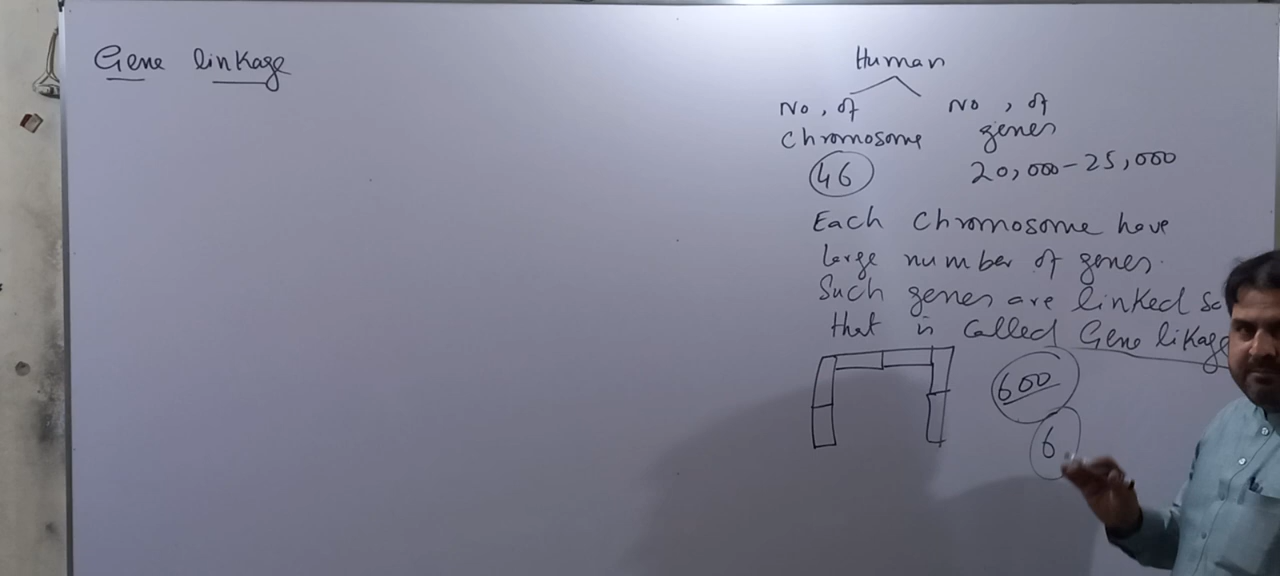 Gene linkage
Human
No, of
chromosome
46
No, of
genes
20,000-25,000
Each chromosome have
large number of genes.
Such genes are linked so
that is called Gene likage
600
6